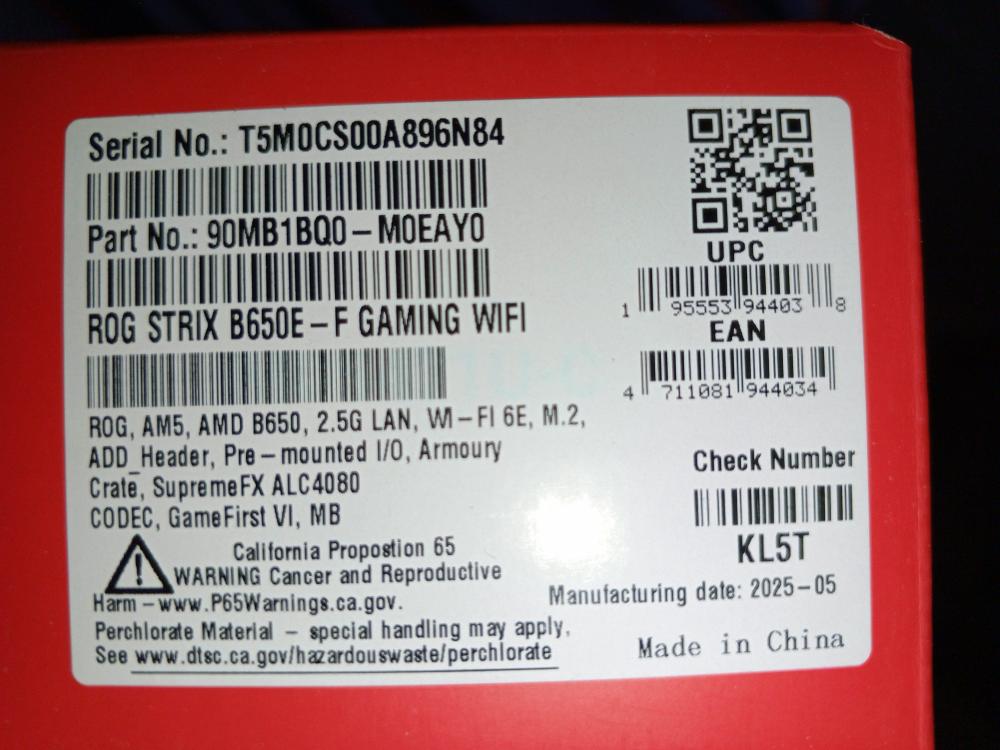 Serial No.: T5M0CS00A896N84
Part No.: 90MB1BQ0-M0EAY0
ROG STRIX B650E-F GAMING WIFI
ROG, AM5, AMD B650, 2.5G LAN, WI-FI 6E, M.2,
ADD_Header, Pre-mounted I/O, Armoury
Crate, SupremeFX ALC4080
CODEC, GameFirst VI, MB
California Propostion 65
WARNING Cancer and Reproductive
Harm-www.P65Warnings.ca.gov.
Perchlorate Material - special handling may apply.
See www.dtsc.ca.gov/hazardouswaste/perchlorate
UPC
1 95553 94403 8
EAN
4 711081 944034
Check Number
KL5T
Manufacturing date: 2025-05
Made in China